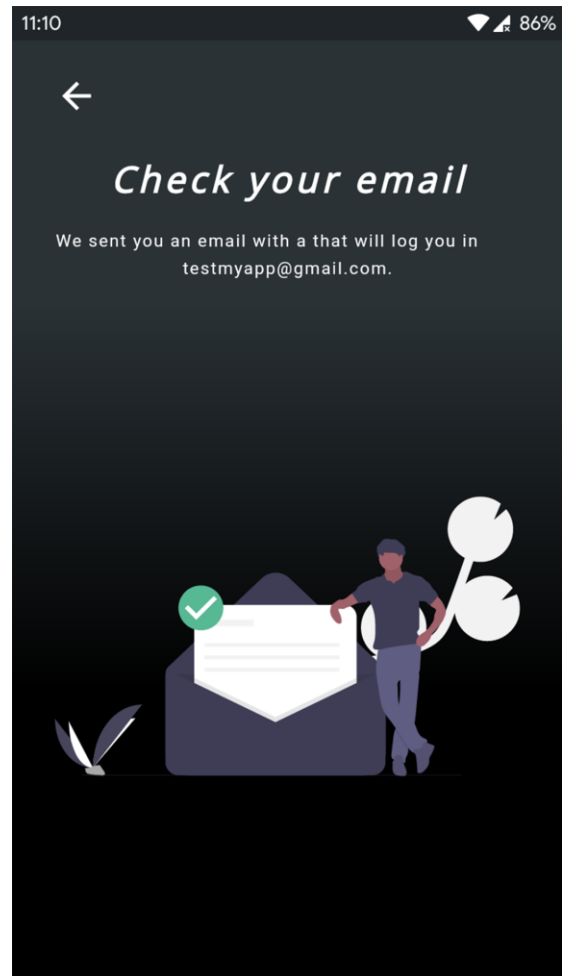 11:10 86%
Check your email
We sent you an email with a that will log you in
testmyapp@gmail.com.